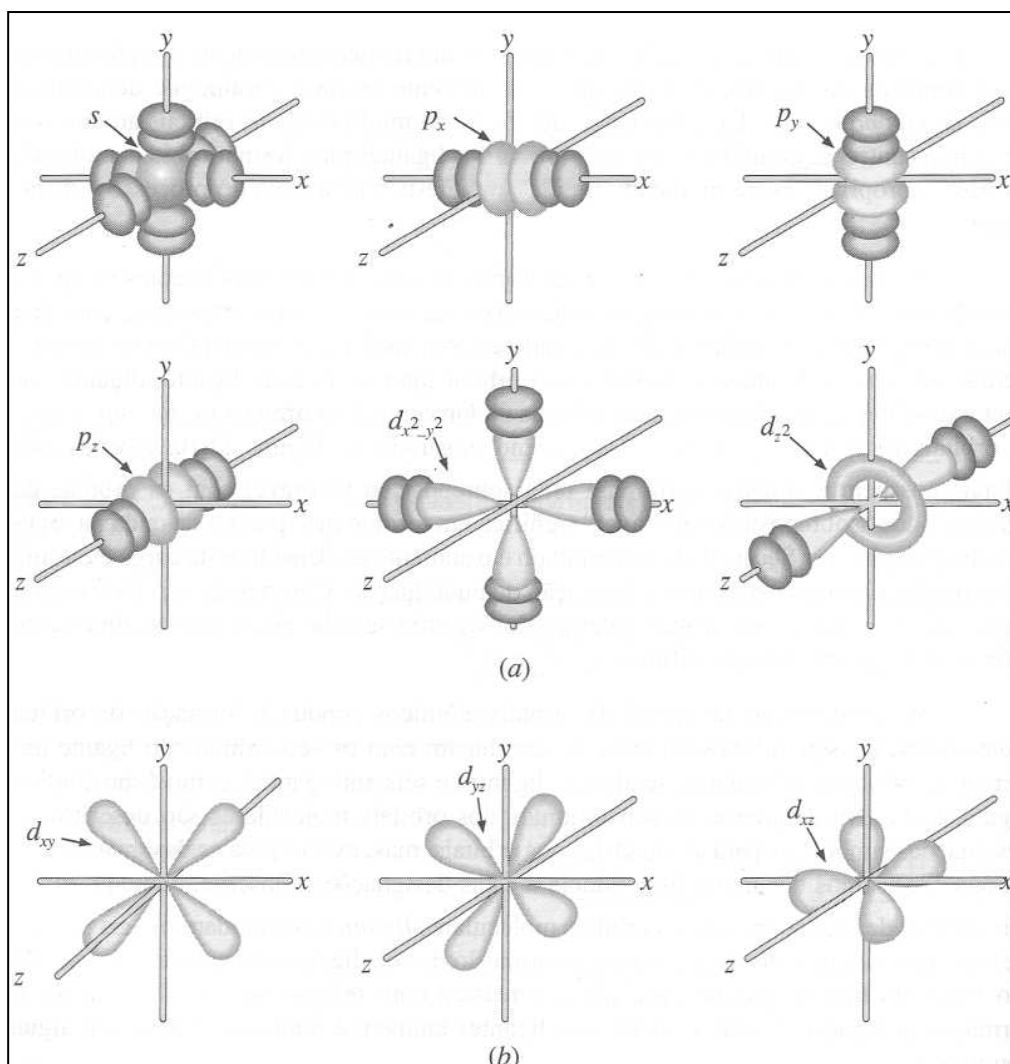 y y y
s p_x p_y
x x x
z z z
y y y
p_z d_{x^2-y^2} d_{z^2}
x x x
z z z
(a)
y y y
d_{xy} d_{yz} d_{xz}
x x x
z z z
(b)